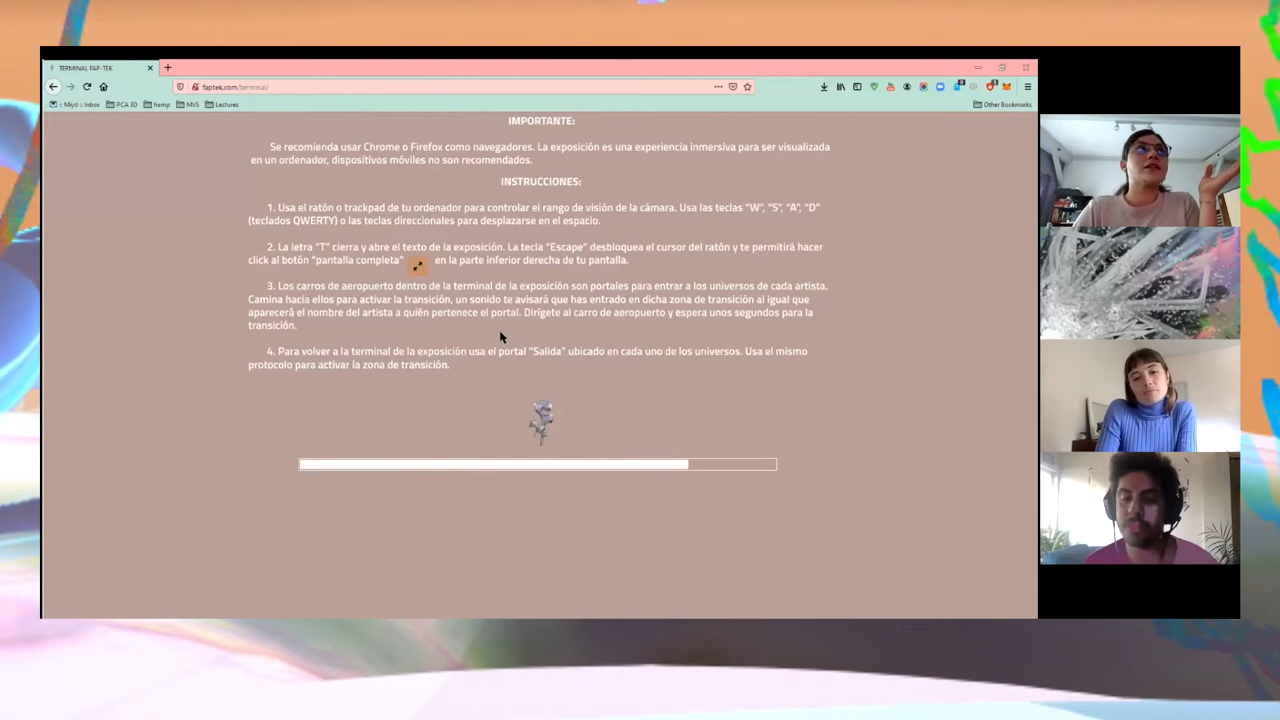 TERMINAL FAP-TEK
faptek.com/terminal/
:: Miyö :: Inbox PCA 3D hemp MVS Lectures Other Bookmarks
IMPORTANTE:
Se recomienda usar Chrome o Firefox como navegadores. La exposición es una experiencia inmersiva para ser visualizada
en un ordenador, dispositivos móviles no son recomendados.
INSTRUCCIONES:
1. Usa el ratón o trackpad de tu ordenador para controlar el rango de visión de la cámara. Usa las teclas "W", "S", "A", "D"
(teclados QWERTY) o las teclas direccionales para desplazarse en el espacio.
2. La letra "T" cierra y abre el texto de la exposición. La tecla "Escape" desbloquea el cursor del ratón y te permitirá hacer
click al botón "pantalla completa" en la parte inferior derecha de tu pantalla.
3. Los carros de aeropuerto dentro de la terminal de la exposición son portales para entrar a los universos de cada artista.
Camina hacia ellos para activar la transición, un sonido te avisará que has entrado en dicha zona de transición al igual que
aparecerá el nombre del artista a quién pertenece el portal. Dirígete al carro de aeropuerto y espera unos segundos para la
transición.
4. Para volver a la terminal de la exposición usa el portal "Salida" ubicado en cada uno de los universos. Usa el mismo
protocolo para activar la zona de transición.